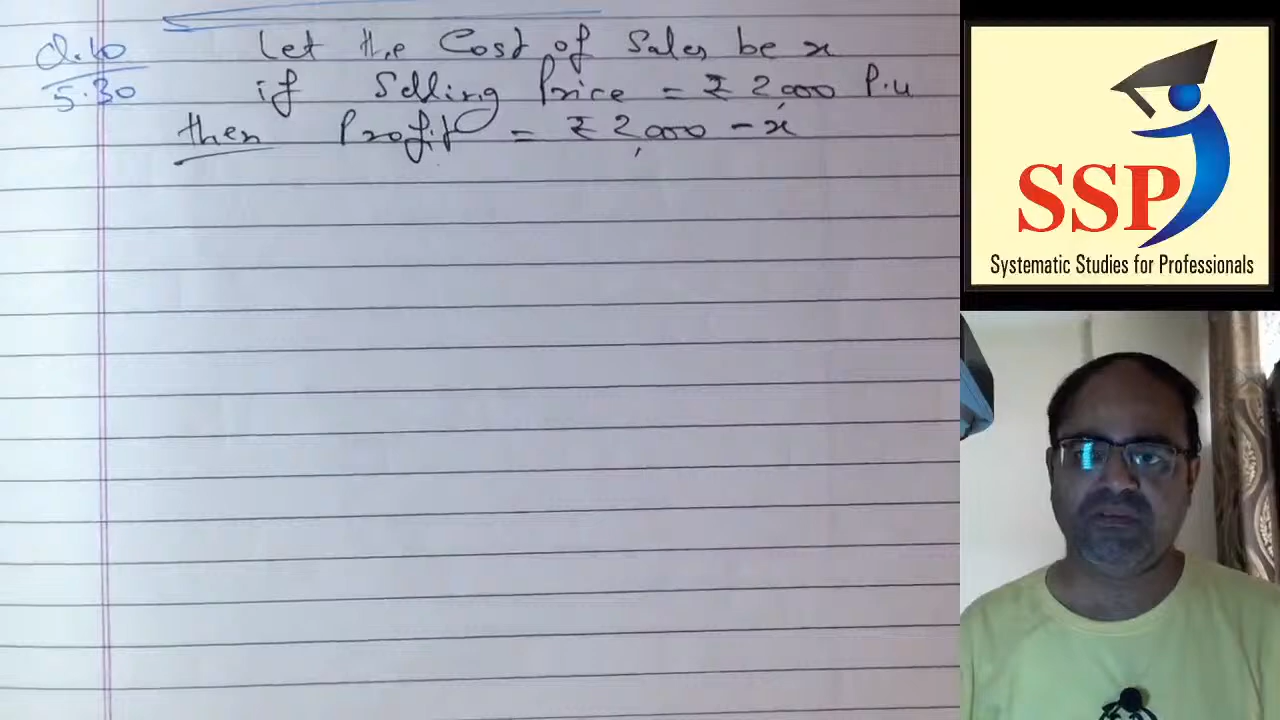 Q.10
5.30
Let the Cost of Sales be x
if Selling Price = ₹ 2,000 P.u
then Profit = ₹ 2,000 - x
SSP
Systematic Studies for Professionals